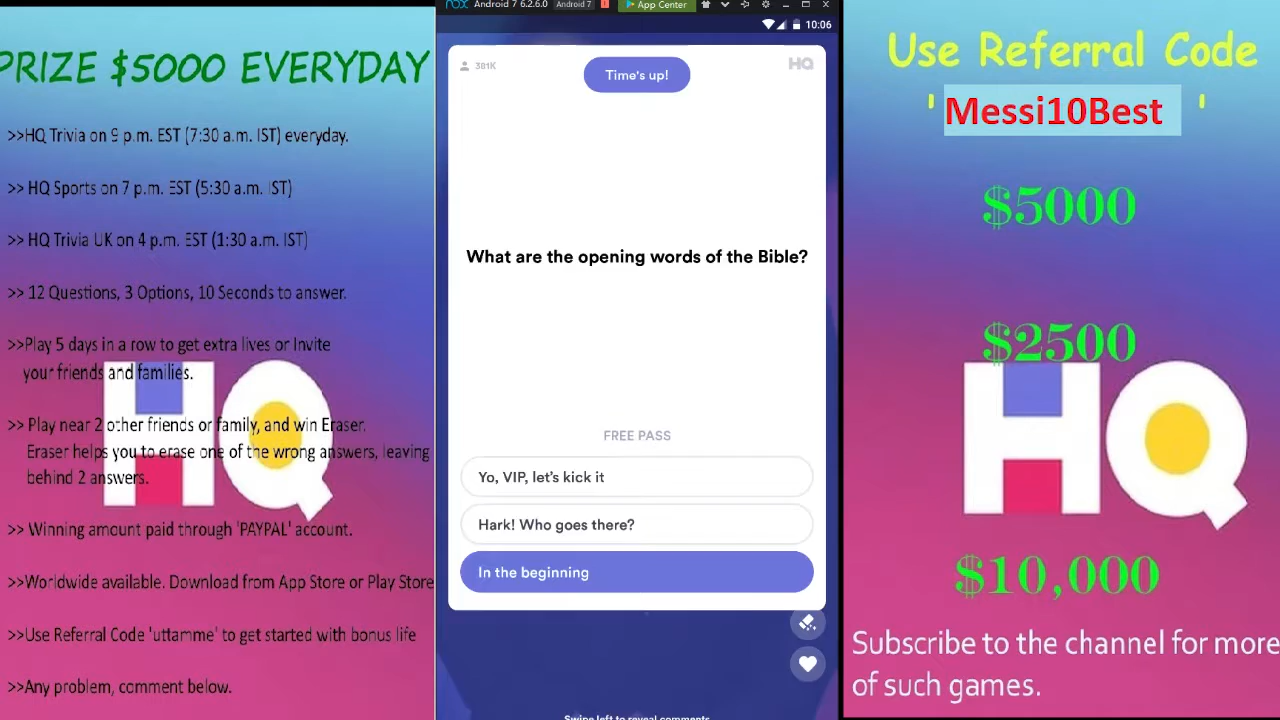 PRIZE $5000 EVERYDAY
>>HQ Trivia on 9 p.m. EST (7:30 a.m. IST) everyday.
>> HQ Sports on 7 p.m. EST (5:30 a.m. IST)
>> HQ Trivia UK on 4 p.m. EST (1:30 a.m. IST)
>> 12 Questions, 3 Options, 10 Seconds to answer.
>>Play 5 days in a row to get extra lives or Invite
your friends and families.
>> Play near 2 other friends or family, and win Eraser.
Eraser helps you to erase one of the wrong answers, leaving
behind 2 answers.
>> Winning amount paid through 'PAYPAL' account.
>>Worldwide available. Download from App Store or Play Store
>>Use Referral Code 'uttamme' to get started with bonus life
>>Any problem, comment below.
HQ
nox Android 7 6.2.6.0 Android 7 App Center
10:06
381K
Time's up!
HQ
What are the opening words of the Bible?
FREE PASS
Yo, VIP, let's kick it
Hark! Who goes there?
In the beginning
Swipe left to reveal comments
Use Referral Code
' Messi10Best '
$5000
$2500
HQ
$10,000
Subscribe to the channel for more
of such games.